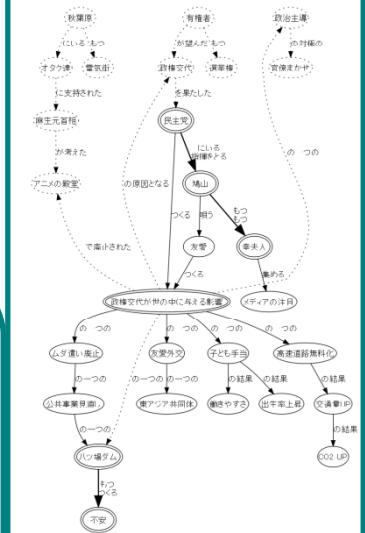 秋葉原
有権者
政治主導
にいる
もつ
が望んだ
もつ
の対極の
オタク達
電気街
政権交代
選挙権
官僚まかせ
に支持された
を果たした
麻生元首相
民主党
にいる
指揮をとる
が考えた
の一つの
アニメの殿堂
の原因となる
鳩山
つくる
唱う
もつ
もつ
友愛
幸夫人
で廃止された
つくる
集める
政権交代が世の中に与える影響
メディアの注目
の一つの
の一つの
の一つの
の一つの
ムダ遣い廃止
友愛外交
子ども手当
高速道路無料化
の一つの
の一つの
の結果
の結果
の結果
公共事業見直し
東アジア共同体
働きやすさ
出生率上昇
交通量UP
の一つの
の結果
八ツ場ダム
CO2 UP
もつ
つくる
不安